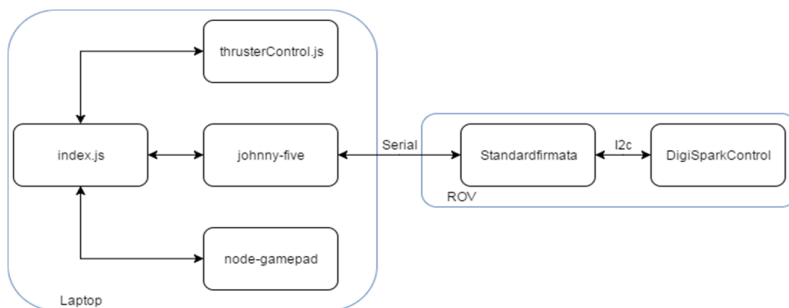 thrusterControl.js
index.js
johnny-five
Serial
Standardfirmata
I2c
DigiSparkControl
ROV
node-gamepad
Laptop